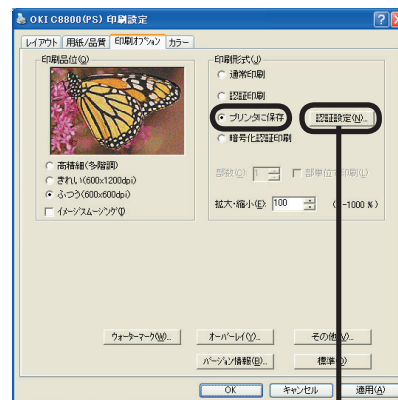 OKI C8800(PS) 印刷設定
レイアウト 用紙/品質 印刷オプション カラー
印刷品位(Q)
高精細(多階調)
きれい(600x1200dpi)
ふつう(600x600dpi)
イメージスムージング(I)
印刷形式(J)
通常印刷
認証印刷
プリンタに保存 認証設定(N)...
暗号化認証印刷
部数(C) 1 部単位で印刷(L)
拡大・縮小(E) 100 -1000 %)
ウォーターマーク(W)... オーバーレイ(Y)... その他
バージョン情報(B)... 標準
OK キャンセル 適用(A)